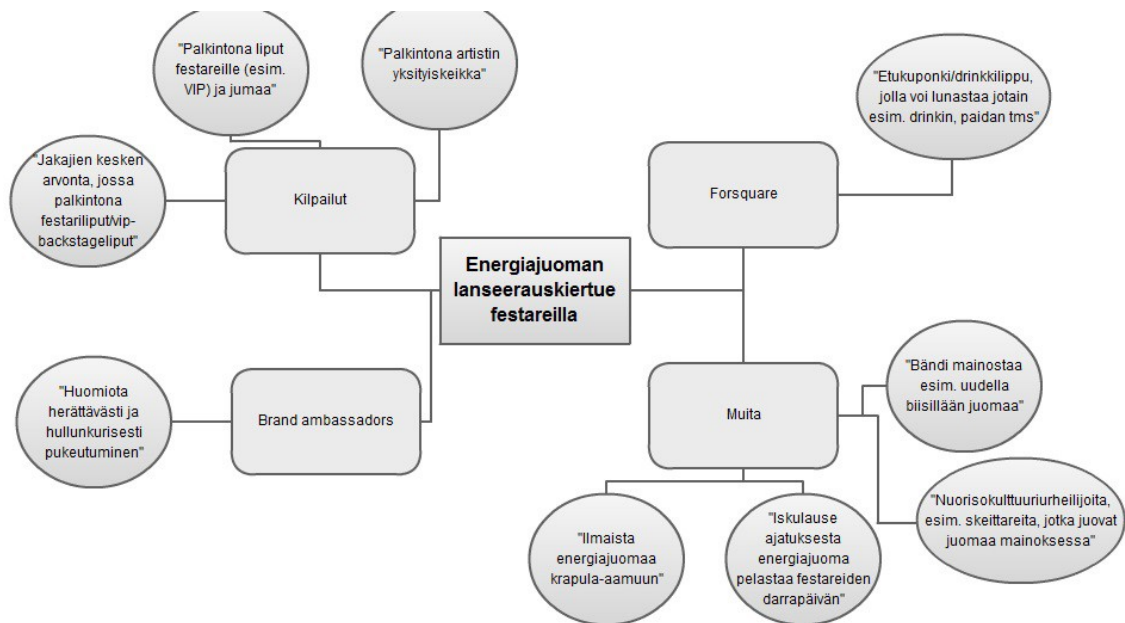 "Palkintona liput
festareille (esim.
VIP) ja jumaa"
"Palkintona artistin
yksityiskeikka"
"Etukuponki/drinkkilippu,
jolla voi lunastaa jotain
esim. drinkin, paidan tms"
"Jakajien kesken
arvonta, jossa
palkintona
festariliput/vip-
backstageliput"
Kilpailut
Forsquare
Energiajuoman
lanseerauskiertue
festareilla
"Huomiota
herättävästi ja
hullunkurisesti
pukeutuminen"
Brand ambassadors
Muita
"Bändi mainostaa
esim. uudella
biisillään juomaa"
"Nuorisokulttuuriurheilijoita,
esim. skeittareita, jotka juovat
juomaa mainoksessa"
"Ilmaista
energiajuomaa
krapula-aamuun"
"Iskulause
ajatuksesta
energiajuoma
pelastaa festareiden
darrapäivän"